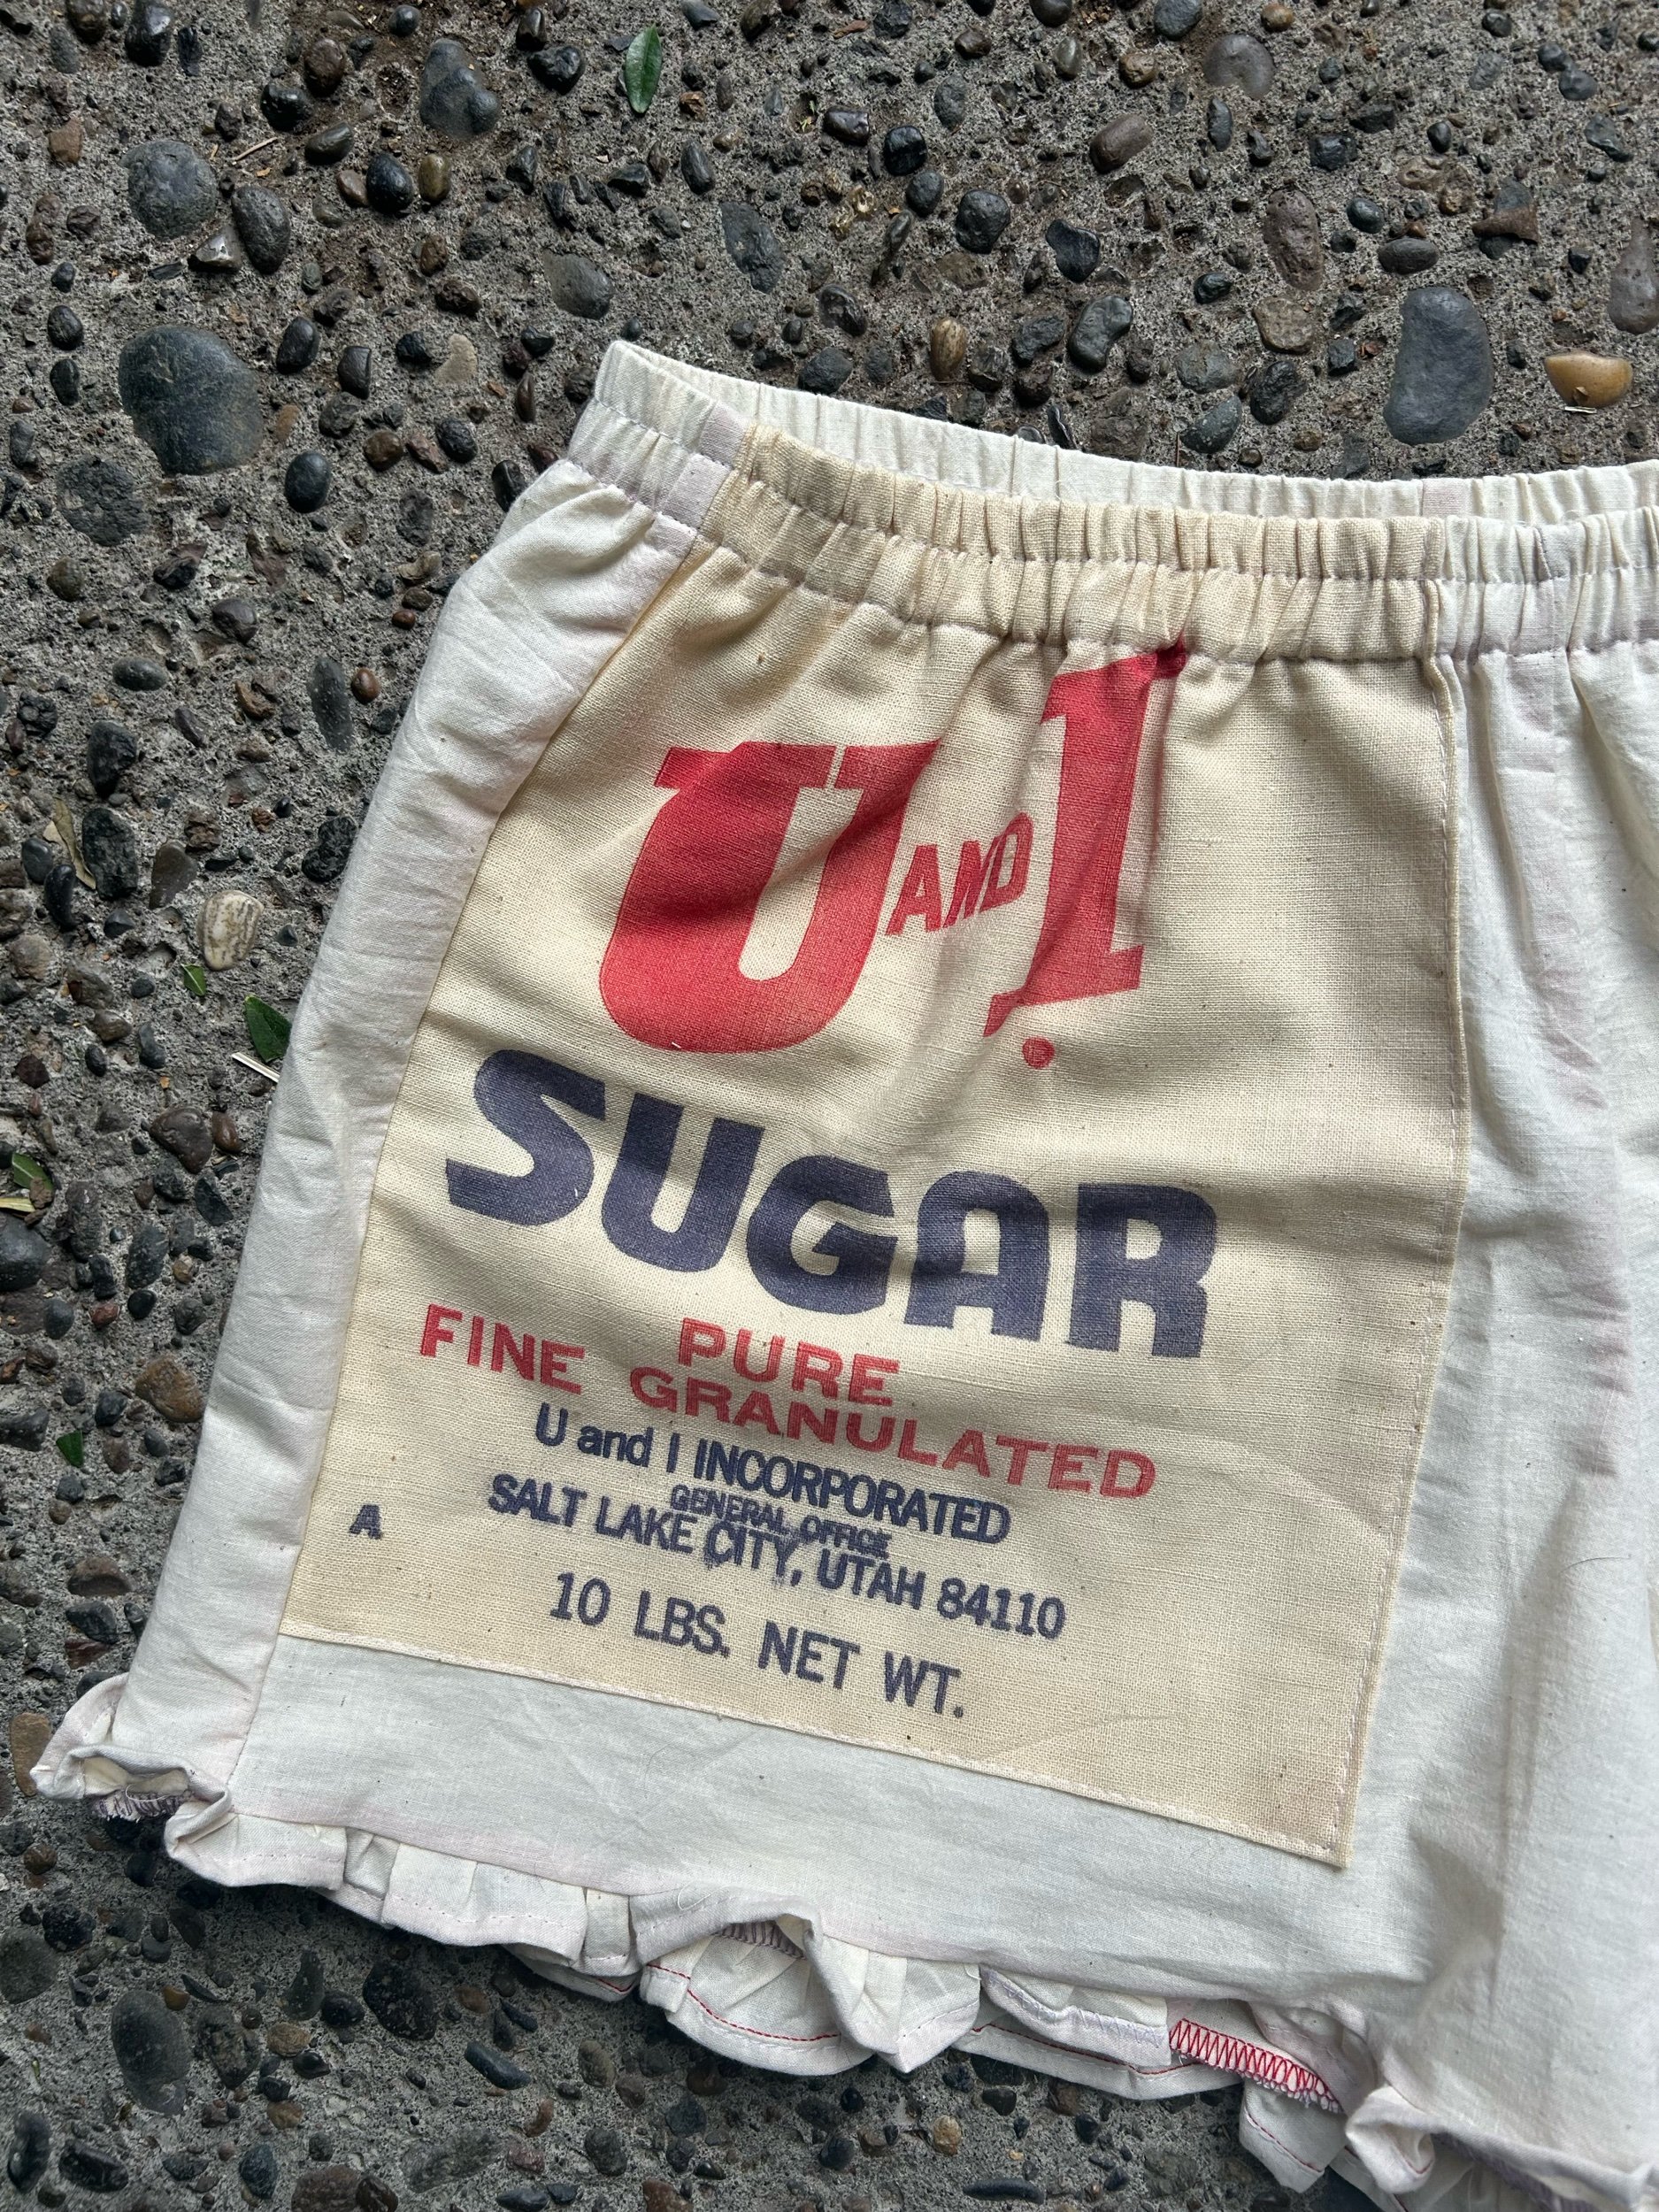 U AND I
®
SUGAR
PURE
FINE GRANULATED
U and I INCORPORATED
GENERAL OFFICE
SALT LAKE CITY, UTAH 84110
A
10 LBS. NET WT.